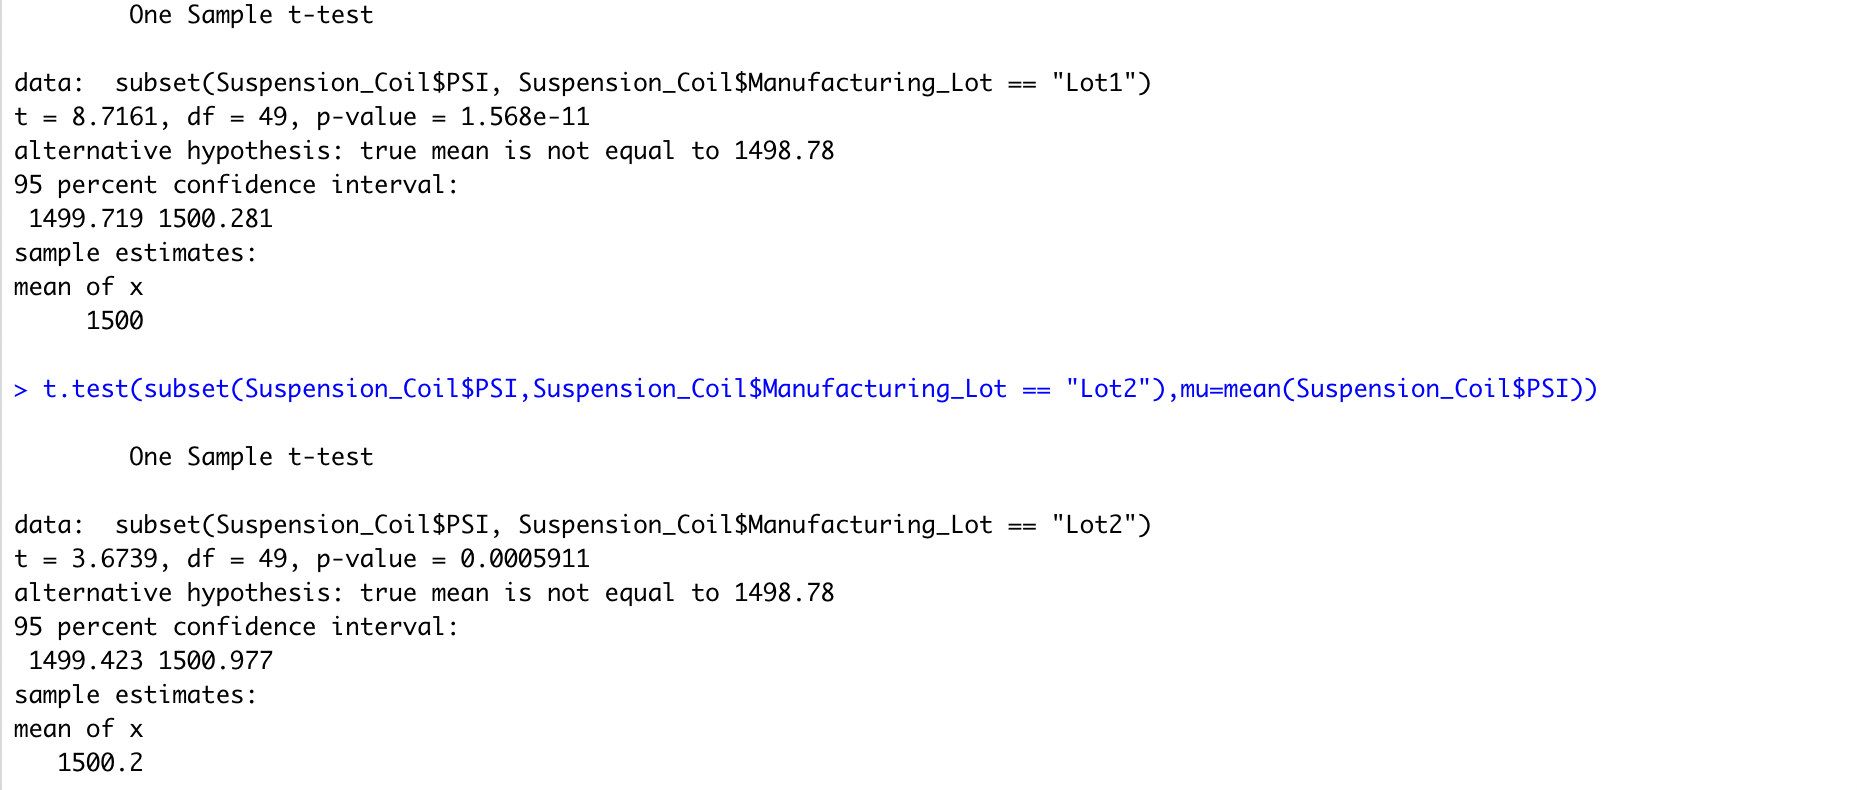 One Sample t-test
data:  subset(Suspension_Coil$PSI, Suspension_Coil$Manufacturing_Lot == "Lot1")
t = 8.7161, df = 49, p-value = 1.568e-11
alternative hypothesis: true mean is not equal to 1498.78
95 percent confidence interval:
1499.719 1500.281
sample estimates:
mean of x
1500
> t.test(subset(Suspension_Coil$PSI,Suspension_Coil$Manufacturing_Lot == "Lot2"),mu=mean(Suspension_Coil$PSI))
One Sample t-test
data:  subset(Suspension_Coil$PSI, Suspension_Coil$Manufacturing_Lot == "Lot2")
t = 3.6739, df = 49, p-value = 0.0005911
alternative hypothesis: true mean is not equal to 1498.78
95 percent confidence interval:
1499.423 1500.977
sample estimates:
mean of x
1500.2